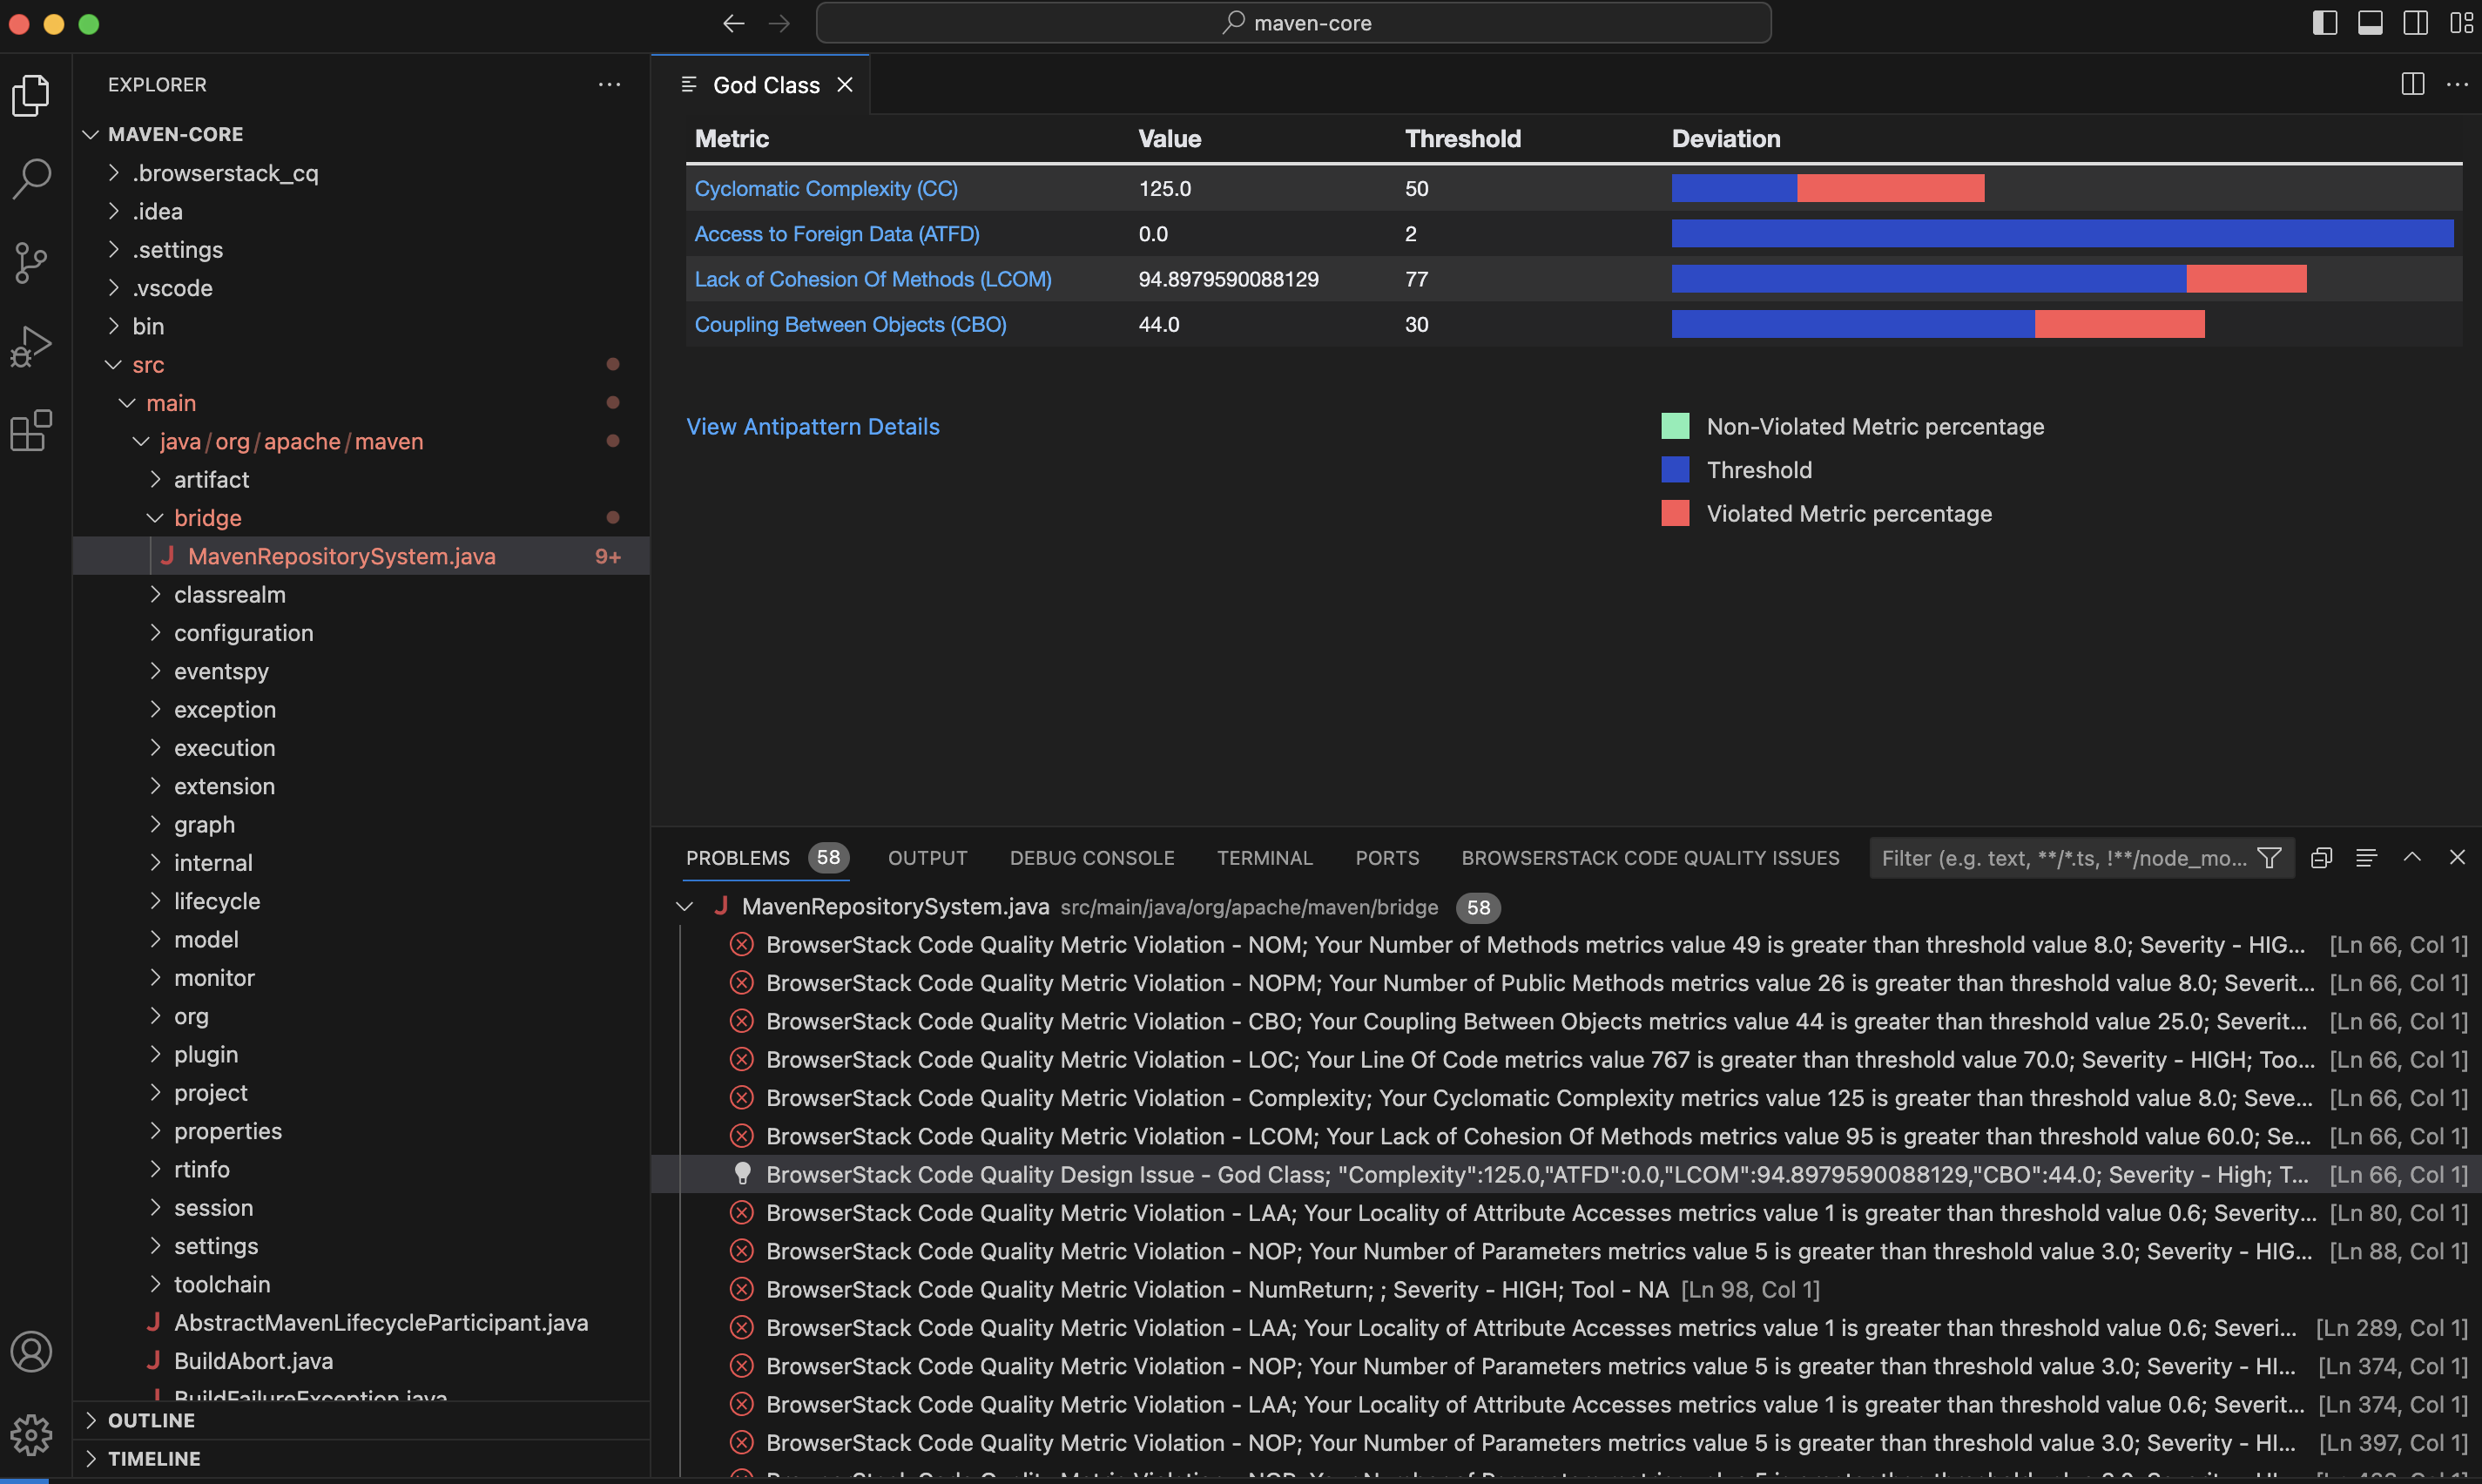 maven-core
EXPLORER
MAVEN-CORE
.browserstack_cq
.idea
.settings
.vscode
bin
src
main
java/org/apache/maven
artifact
bridge
MavenRepositorySystem.java 9+
classrealm
configuration
eventspy
exception
execution
extension
graph
internal
lifecycle
model
monitor
org
plugin
project
properties
rtinfo
session
settings
toolchain
AbstractMavenLifecycleParticipant.java
BuildAbort.java
BuildFailureException.java
OUTLINE
TIMELINE
God Class
Metric Value Threshold Deviation
Cyclomatic Complexity (CC) 125.0 50
Access to Foreign Data (ATFD) 0.0 2
Lack of Cohesion Of Methods (LCOM) 94.8979590088129 77
Coupling Between Objects (CBO) 44.0 30
View Antipattern Details
Non-Violated Metric percentage
Threshold
Violated Metric percentage
PROBLEMS 58 OUTPUT DEBUG CONSOLE TERMINAL PORTS BROWSERSTACK CODE QUALITY ISSUES Filter (e.g. text, **/*.ts, !**/node_mo...
MavenRepositorySystem.java src/main/java/org/apache/maven/bridge 58
BrowserStack Code Quality Metric Violation - NOM; Your Number of Methods metrics value 49 is greater than threshold value 8.0; Severity - HIG... [Ln 66, Col 1]
BrowserStack Code Quality Metric Violation - NOPM; Your Number of Public Methods metrics value 26 is greater than threshold value 8.0; Severit... [Ln 66, Col 1]
BrowserStack Code Quality Metric Violation - CBO; Your Coupling Between Objects metrics value 44 is greater than threshold value 25.0; Severit... [Ln 66, Col 1]
BrowserStack Code Quality Metric Violation - LOC; Your Line Of Code metrics value 767 is greater than threshold value 70.0; Severity - HIGH; Too... [Ln 66, Col 1]
BrowserStack Code Quality Metric Violation - Complexity; Your Cyclomatic Complexity metrics value 125 is greater than threshold value 8.0; Seve... [Ln 66, Col 1]
BrowserStack Code Quality Metric Violation - LCOM; Your Lack of Cohesion Of Methods metrics value 95 is greater than threshold value 60.0; Se... [Ln 66, Col 1]
BrowserStack Code Quality Design Issue - God Class; "Complexity":125.0,"ATFD":0.0,"LCOM":94.8979590088129,"CBO":44.0; Severity - High; T... [Ln 66, Col 1]
BrowserStack Code Quality Metric Violation - LAA; Your Locality of Attribute Accesses metrics value 1 is greater than threshold value 0.6; Severity... [Ln 80, Col 1]
BrowserStack Code Quality Metric Violation - NOP; Your Number of Parameters metrics value 5 is greater than threshold value 3.0; Severity - HIG... [Ln 88, Col 1]
BrowserStack Code Quality Metric Violation - NumReturn; ; Severity - HIGH; Tool - NA [Ln 98, Col 1]
BrowserStack Code Quality Metric Violation - LAA; Your Locality of Attribute Accesses metrics value 1 is greater than threshold value 0.6; Severi... [Ln 289, Col 1]
BrowserStack Code Quality Metric Violation - NOP; Your Number of Parameters metrics value 5 is greater than threshold value 3.0; Severity - HI... [Ln 374, Col 1]
BrowserStack Code Quality Metric Violation - LAA; Your Locality of Attribute Accesses metrics value 1 is greater than threshold value 0.6; Severit... [Ln 374, Col 1]
BrowserStack Code Quality Metric Violation - NOP; Your Number of Parameters metrics value 5 is greater than threshold value 3.0; Severity - HI... [Ln 397, Col 1]